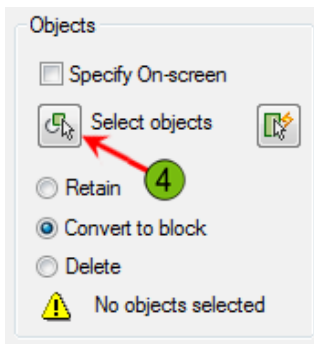 Objects
Specify On-screen
Select objects
4
Retain
Convert to block
Delete
No objects selected